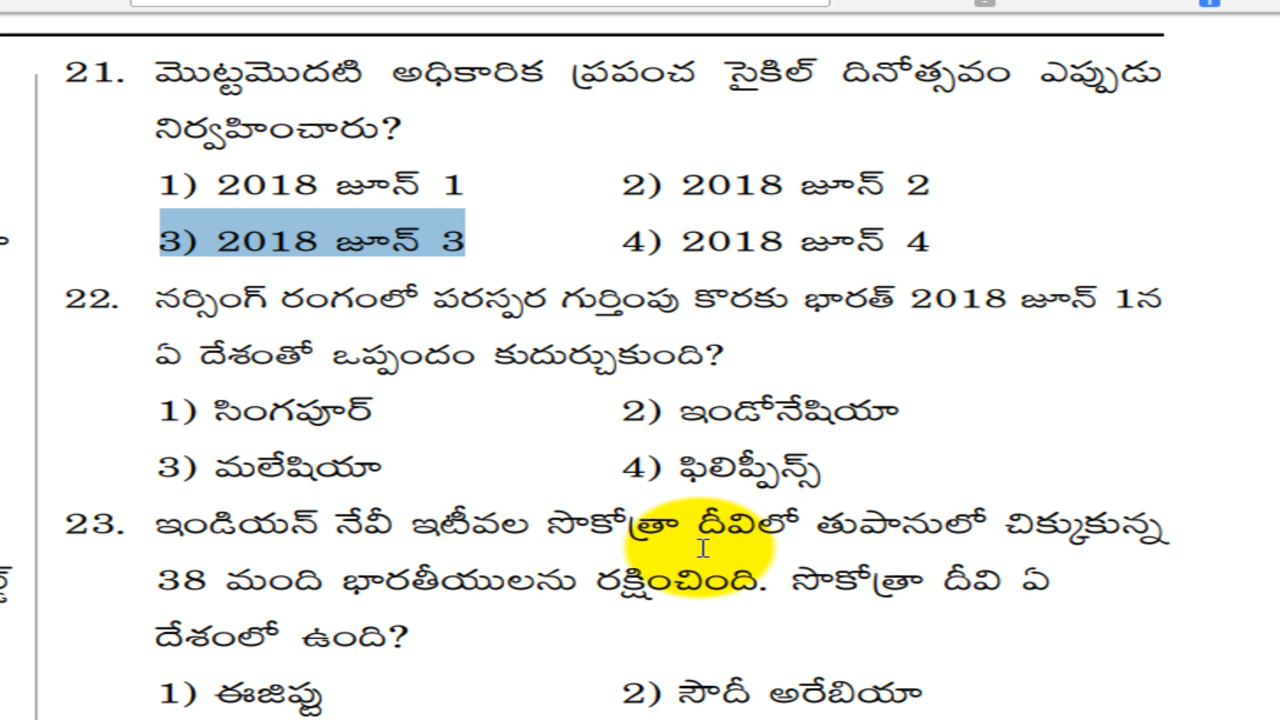 21. మొట్టమొదటి అధికారిక ప్రపంచ సైకిల్ దినోత్సవం ఎప్పుడు
నిర్వహించారు?
1) 2018 జూన్ 1 2) 2018 జూన్ 2
3) 2018 జూన్ 3 4) 2018 జూన్ 4
22. నర్సింగ్ రంగంలో పరస్పర గుర్తింపు కొరకు భారత్ 2018 జూన్ 1న
ఏ దేశంతో ఒప్పందం కుదుర్చుకుంది?
1) సింగపూర్ 2) ఇండోనేషియా
3) మలేషియా 4) ఫిలిప్పీన్స్
23. ఇండియన్ నేవీ ఇటీవల సొకోత్రా దీవిలో తుపానులో చిక్కుకున్న
38 మంది భారతీయులను రక్షించింది. సొకోత్రా దీవి ఏ
దేశంలో ఉంది?
1) ఈజిప్టు 2) సౌదీ అరేబియా